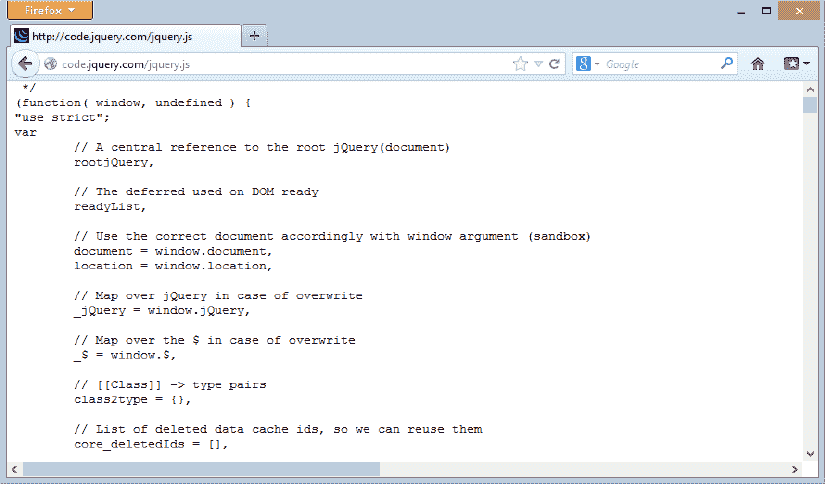 Firefox
http://code.jquery.com/jquery.js
code.jquery.com/jquery.js
Google
*/
(function( window, undefined ) {
"use strict";
var
// A central reference to the root jQuery(document)
rootjQuery,
// The deferred used on DOM ready
readyList,
// Use the correct document accordingly with window argument (sandbox)
document = window.document,
location = window.location,
// Map over jQuery in case of overwrite
_jQuery = window.jQuery,
// Map over the $ in case of overwrite
_$ = window.$,
// [[Class]] -> type pairs
class2type = {},
// List of deleted data cache ids, so we can reuse them
core_deletedIds = [],